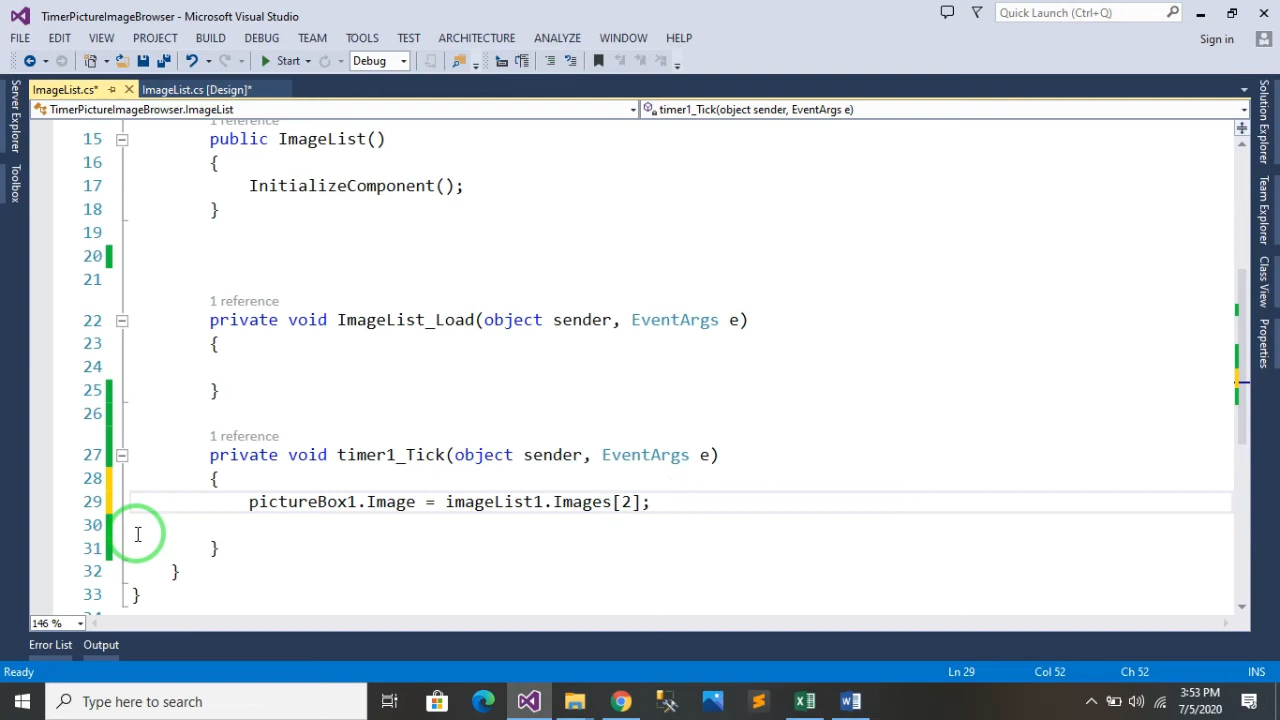 TimerPictureImageBrowser - Microsoft Visual Studio
Quick Launch (Ctrl+Q)
FILE EDIT VIEW PROJECT BUILD DEBUG TEAM TOOLS TEST ARCHITECTURE ANALYZE WINDOW HELP
Sign in
Start
Debug
ImageList.cs*
ImageList.cs [Design]*
TimerPictureImageBrowser.ImageList
timer1_Tick(object sender, EventArgs e)
Server Explorer
Toolbox
Solution Explorer
Team Explorer
Class View
Properties
1 reference
15 public ImageList()
16 {
17 InitializeComponent();
18 }
19
20
21
1 reference
22 private void ImageList_Load(object sender, EventArgs e)
23 {
24
25 }
26
1 reference
27 private void timer1_Tick(object sender, EventArgs e)
28 {
29 pictureBox1.Image = imageList1.Images[2];
30
31 }
32 }
33 }
34
146 %
Error List Output
Ready
Ln 29 Col 52 Ch 52 INS
Type here to search
3:53 PM
7/5/2020